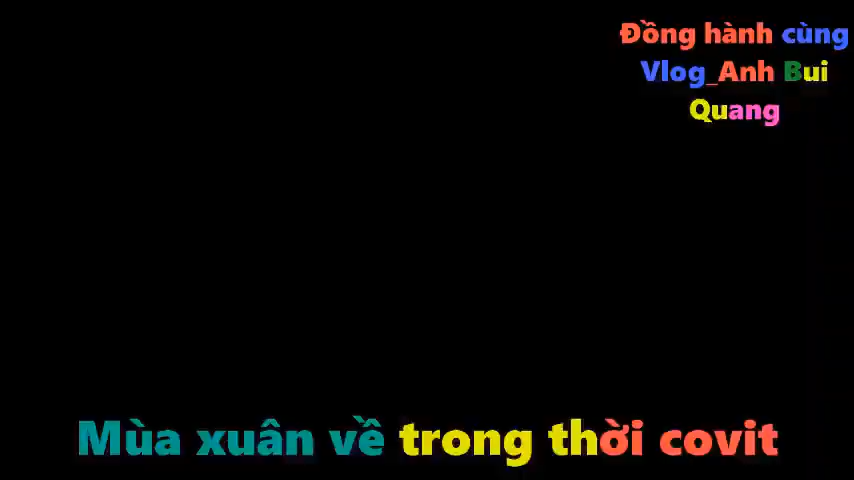 Đồng hành cùng
Vlog_Anh Bui
Quang
Mùa xuân về trong thời covit